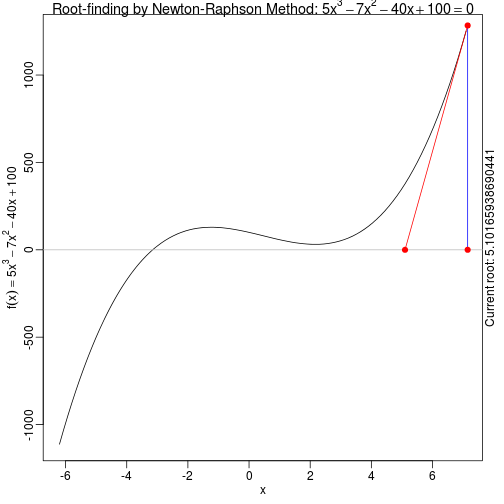 Root-finding by Newton-Raphson Method: 5x³ − 7x² − 40x + 100 = 0
f(x) = 5x³ − 7x² − 40x + 100
1000
500
0
-500
-1000
-6 -4 -2 0 2 4 6
x
Current root: 5.10165938690441